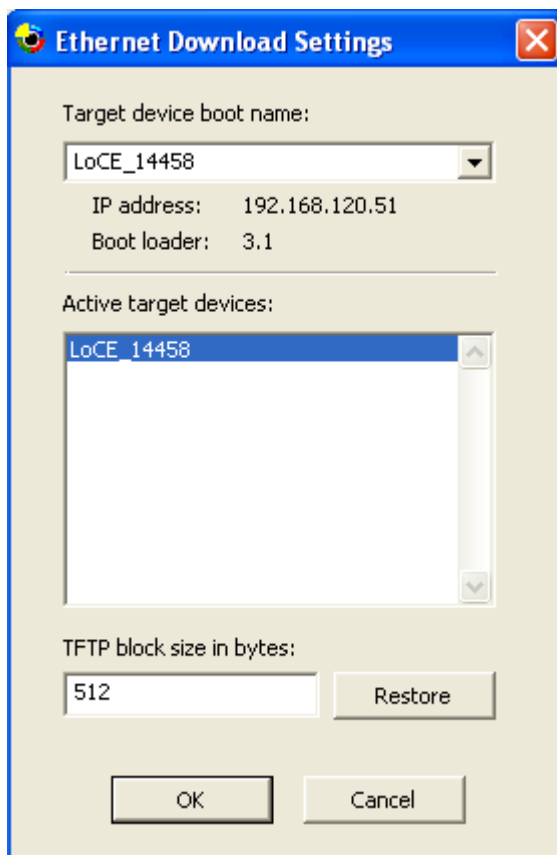 Ethernet Download Settings
Target device boot name:
LoCE_14458
IP address: 192.168.120.51
Boot loader: 3.1
Active target devices:
LoCE_14458
TFTP block size in bytes:
512 Restore
OK Cancel